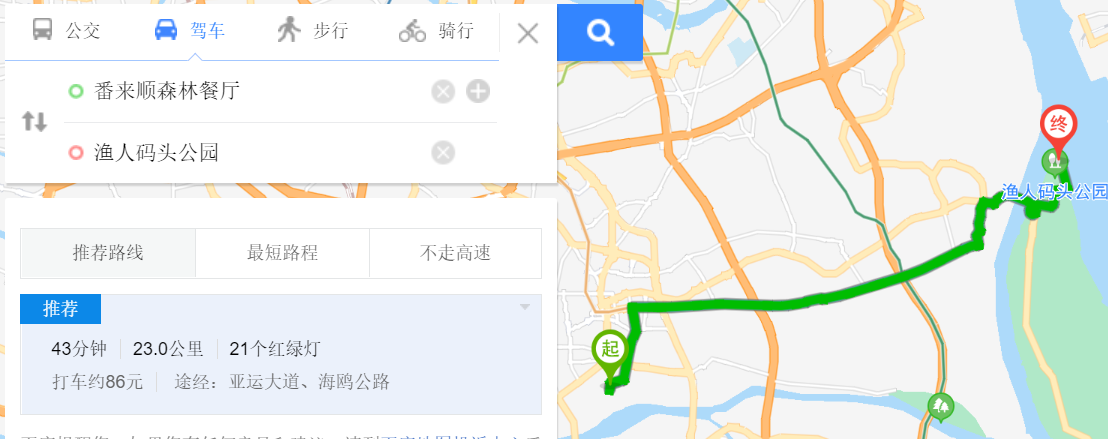 公交 驾车 步行 骑行
番来顺森林餐厅
渔人码头公园
推荐路线 最短路程 不走高速
推荐
43分钟 23.0公里 21个红绿灯
打车约86元 途经：亚运大道、海鸥公路
终
渔人码头公园
起